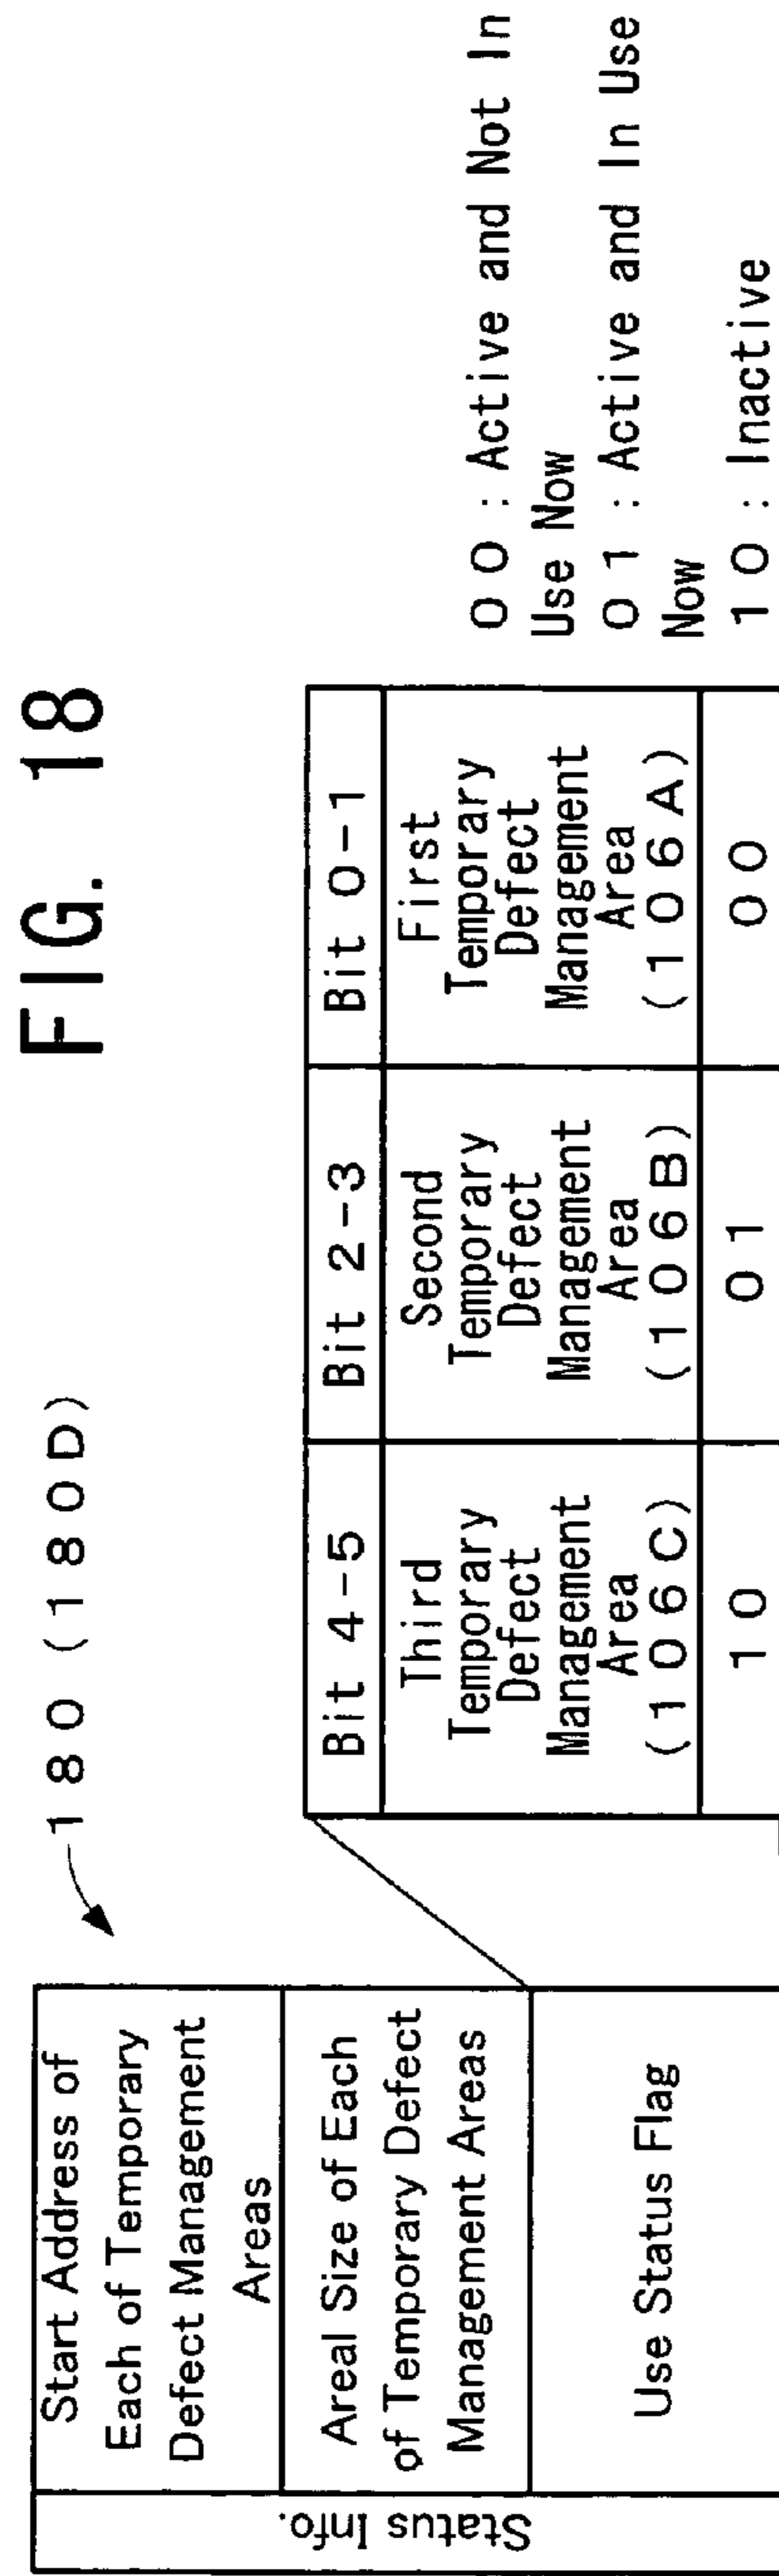 FIG. 18
180 (180D)
Status Info.
Start Address of
Each of Temporary
Defect Management
Areas
Areal Size of Each
of Temporary Defect
Management Areas
Use Status Flag
Bit 4-5
Bit 2-3
Bit 0-1
Third
Temporary
Defect
Management
Area
(106C)
Second
Temporary
Defect
Management
Area
(106B)
First
Temporary
Defect
Management
Area
(106A)
10
01
00
00 : Active and Not In
Use Now
01 : Active and In Use
Now
10 : Inactive